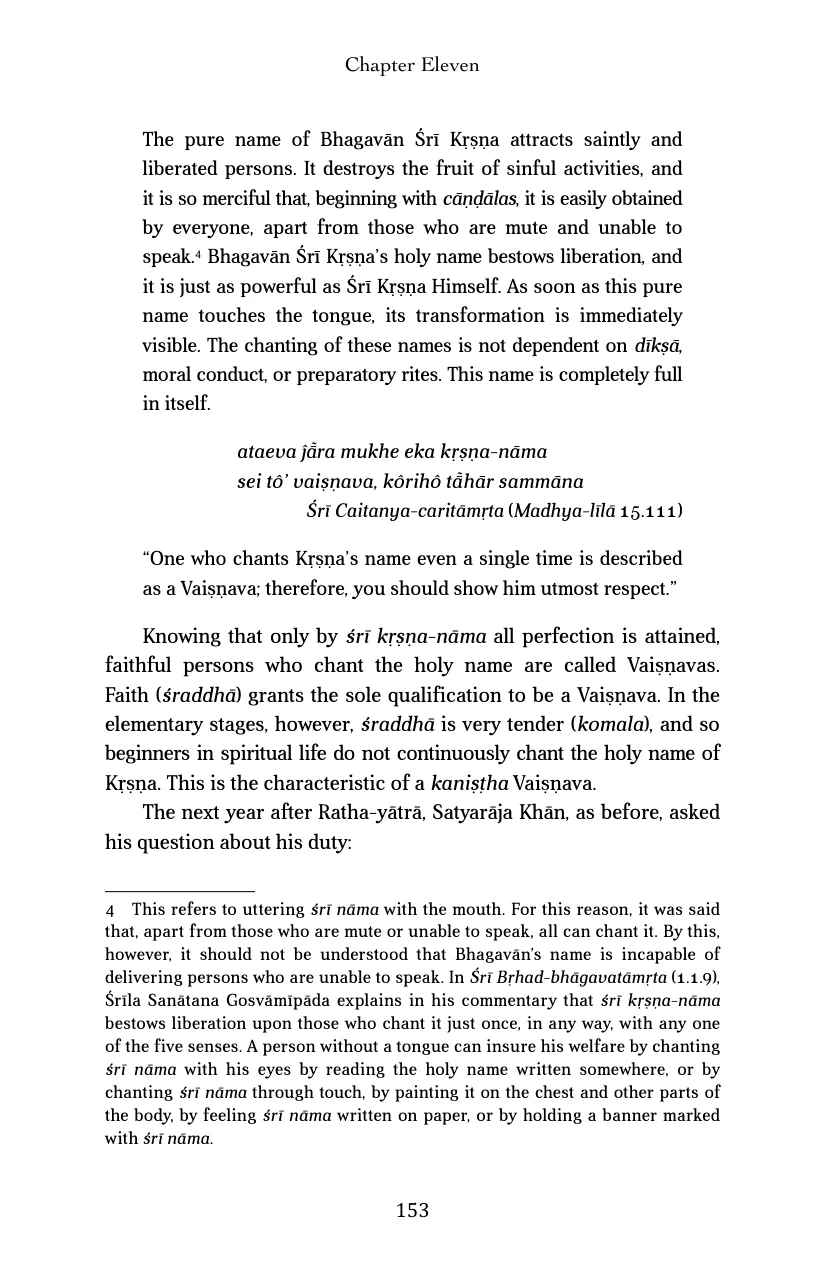 Chapter Eleven
The pure name of Bhagavān Śrī Kṛṣṇa attracts saintly and
liberated persons. It destroys the fruit of sinful activities, and
it is so merciful that, beginning with cāṇḍālas, it is easily obtained
by everyone, apart from those who are mute and unable to
speak.⁴ Bhagavān Śrī Kṛṣṇa’s holy name bestows liberation, and
it is just as powerful as Śrī Kṛṣṇa Himself. As soon as this pure
name touches the tongue, its transformation is immediately
visible. The chanting of these names is not dependent on dīkṣā,
moral conduct, or preparatory rites. This name is completely full
in itself.
ataeva ĵā̃ra mukhe eka kṛṣṇa-nāma
sei tô’ vaiṣṇava, kôrihô tā̃hār sammāna
Śrī Caitanya-caritāmṛta (Madhya-līlā 15.111)
“One who chants Kṛṣṇa’s name even a single time is described
as a Vaiṣṇava; therefore, you should show him utmost respect.”
Knowing that only by śrī kṛṣṇa-nāma all perfection is attained,
faithful persons who chant the holy name are called Vaiṣṇavas.
Faith (śraddhā) grants the sole qualification to be a Vaiṣṇava. In the
elementary stages, however, śraddhā is very tender (komala), and so
beginners in spiritual life do not continuously chant the holy name of
Kṛṣṇa. This is the characteristic of a kaniṣṭha Vaiṣṇava.
The next year after Ratha-yātrā, Satyarāja Khān, as before, asked
his question about his duty:
4 This refers to uttering śrī nāma with the mouth. For this reason, it was said
that, apart from those who are mute or unable to speak, all can chant it. By this,
however, it should not be understood that Bhagavān’s name is incapable of
delivering persons who are unable to speak. In Śrī Bṛhad-bhāgavatāmṛta (1.1.9),
Śrīla Sanātana Gosvāmīpāda explains in his commentary that śrī kṛṣṇa-nāma
bestows liberation upon those who chant it just once, in any way, with any one
of the five senses. A person without a tongue can insure his welfare by chanting
śrī nāma with his eyes by reading the holy name written somewhere, or by
chanting śrī nāma through touch, by painting it on the chest and other parts of
the body, by feeling śrī nāma written on paper, or by holding a banner marked
with śrī nāma.
153